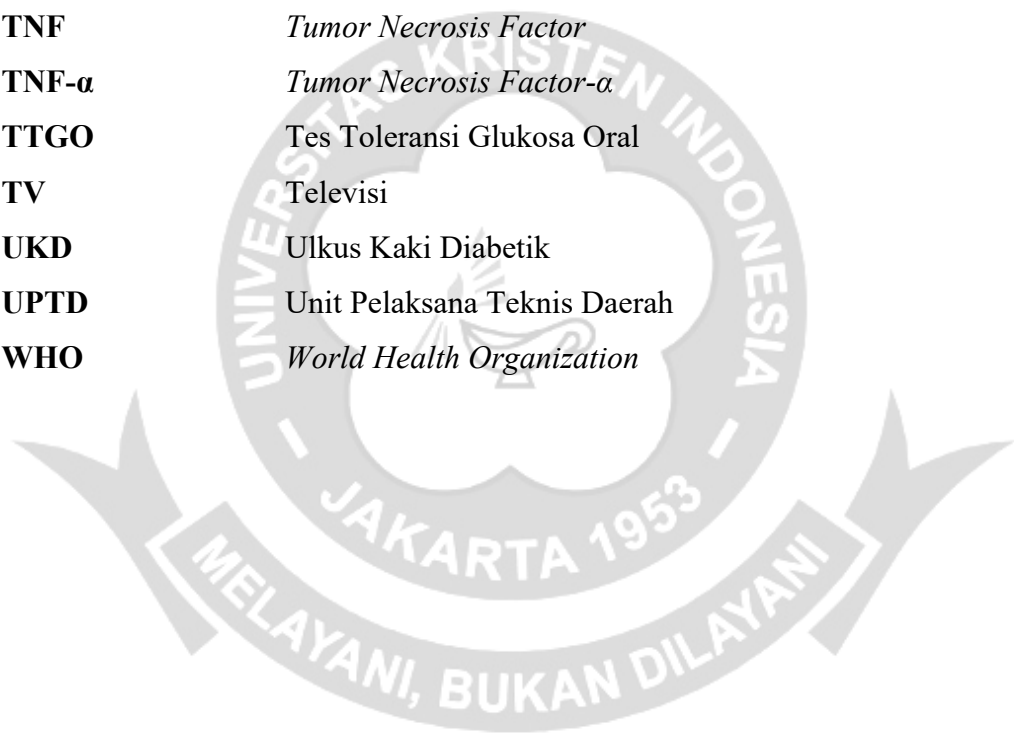 TNF Tumor Necrosis Factor
TNF-α Tumor Necrosis Factor-α
TTGO Tes Toleransi Glukosa Oral
TV Televisi
UKD Ulkus Kaki Diabetik
UPTD Unit Pelaksana Teknis Daerah
WHO World Health Organization
UNIVERSITAS KRISTEN INDONESIA
JAKARTA 1953
MELAYANI, BUKAN DILAYANI